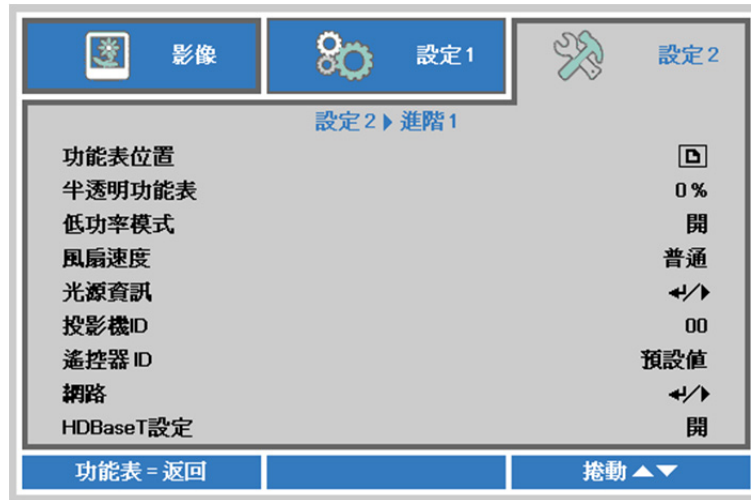 影像 設定1 設定2
設定2 ▶ 進階1
功能表位置
半透明功能表 0 %
低功率模式 開
風扇速度 普通
光源資訊 ↵/▶
投影機ID 00
遙控器 ID 預設值
網路 ↵/▶
HDBaseT設定 開
功能表 = 返回 捲動 ▲▼